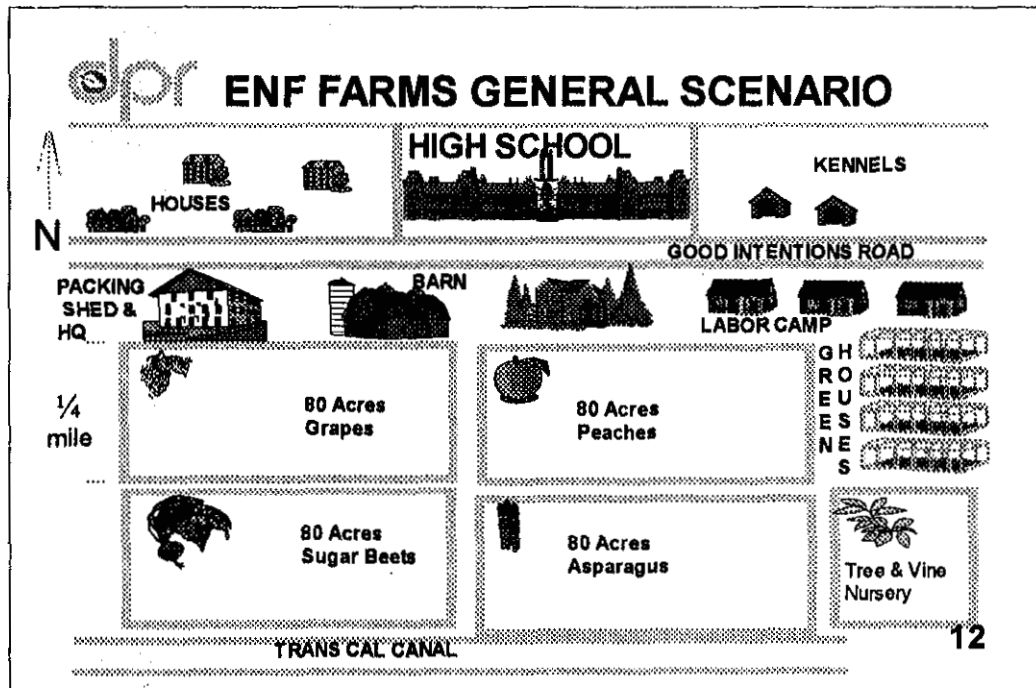 dpr
ENF FARMS GENERAL SCENARIO
HIGH SCHOOL
KENNELS
HOUSES
N
GOOD INTENTIONS ROAD
PACKING
SHED &
HQ
BARN
LABOR CAMP
GREEN
HOUSES
1/4
mile
80 Acres
Grapes
80 Acres
Peaches
80 Acres
Sugar Beets
80 Acres
Asparagus
Tree & Vine
Nursery
12
TRANS CAL CANAL